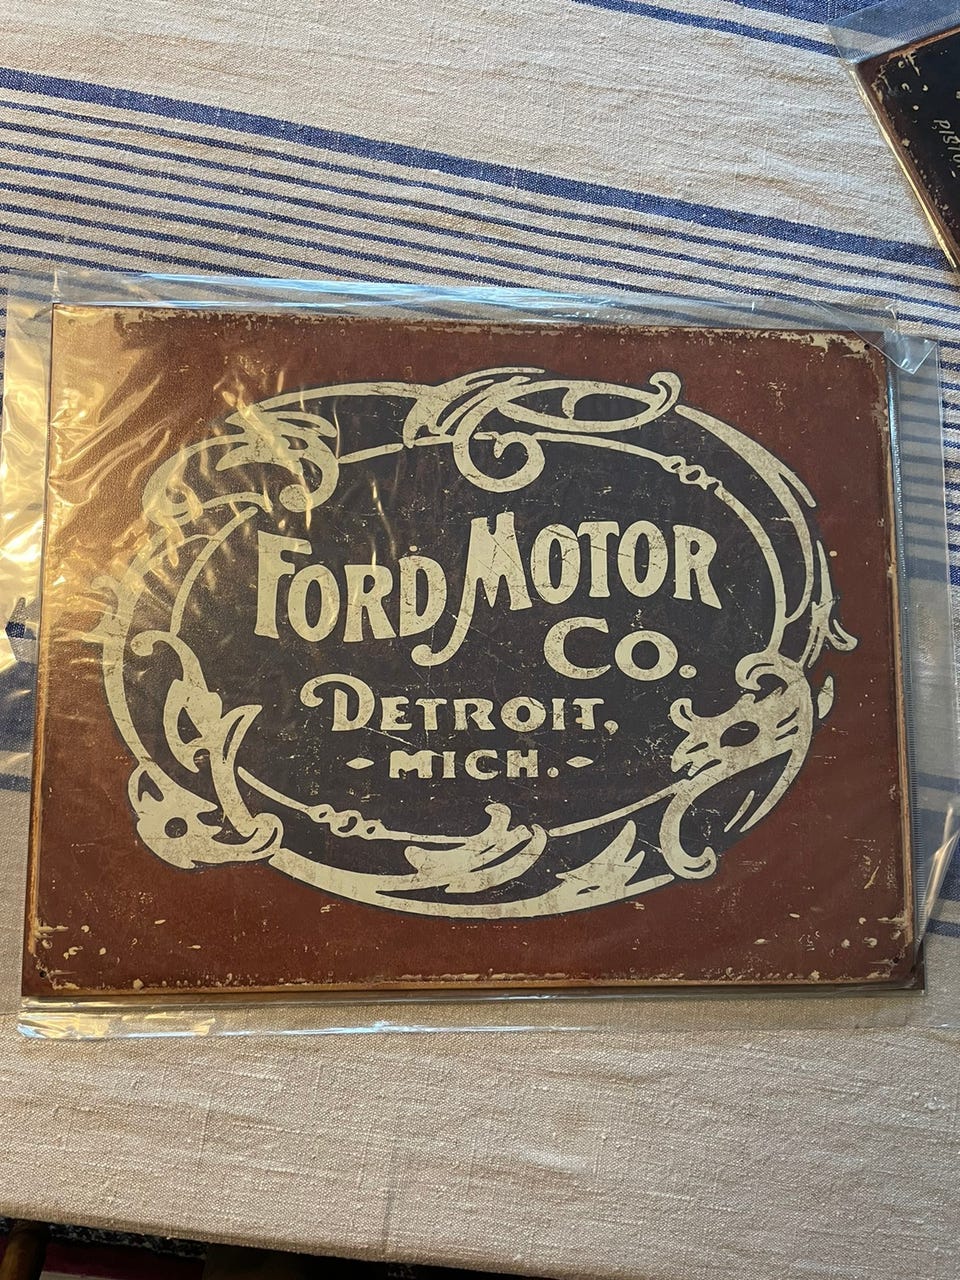 FORD MOTOR
CO.
DETROIT,
MICH.